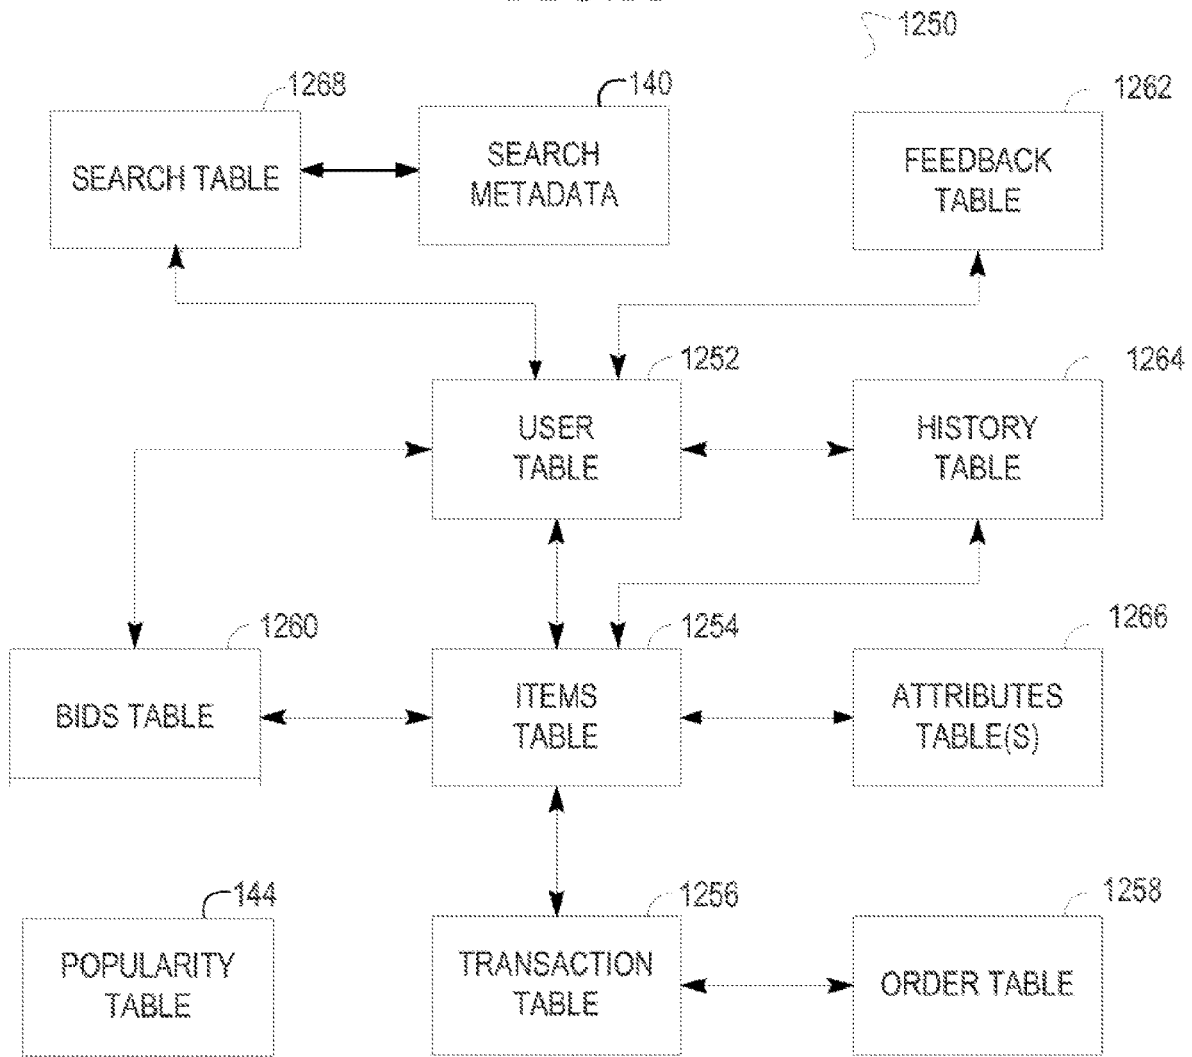 1250
1268
140
1262
SEARCH TABLE
SEARCH
METADATA
FEEDBACK
TABLE
1252
1264
USER
TABLE
HISTORY
TABLE
1260
1254
1266
BIDS TABLE
ITEMS
TABLE
ATTRIBUTES
TABLE(S)
144
1256
1258
POPULARITY
TABLE
TRANSACTION
TABLE
ORDER TABLE